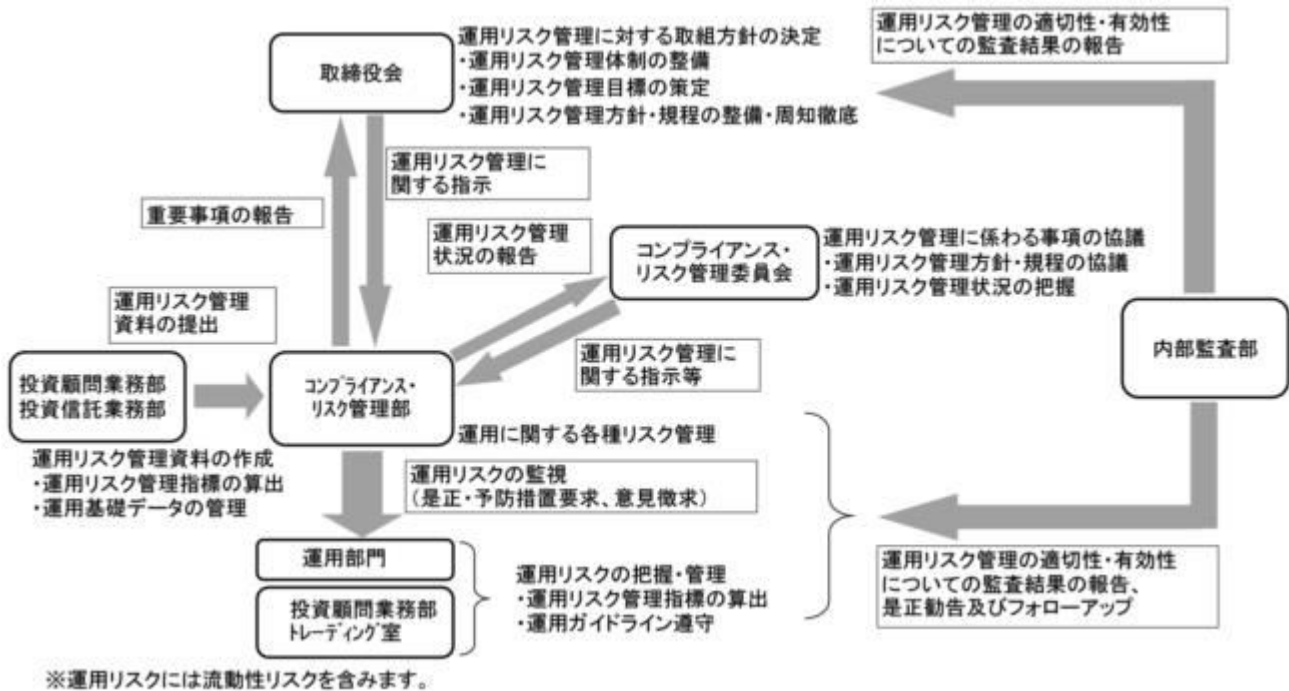 運用リスク管理に対する取組方針の決定
・運用リスク管理体制の整備
・運用リスク管理目標の策定
・運用リスク管理方針・規程の整備・周知徹底
取締役会
運用リスク管理の適切性・有効性
についての監査結果の報告
運用リスク管理に
関する指示
重要事項の報告
運用リスク管理
状況の報告
コンプライアンス・
リスク管理委員会
運用リスク管理に係わる事項の協議
・運用リスク管理方針・規程の協議
・運用リスク管理状況の把握
運用リスク管理
資料の提出
内部監査部
運用リスク管理に
関する指示等
投資顧問業務部
投資信託業務部
コンプライアンス・
リスク管理部
運用に関する各種リスク管理
運用リスク管理資料の作成
・運用リスク管理指標の算出
・運用基礎データの管理
運用リスクの監視
(是正・予防措置要求、意見徴求)
運用部門
投資顧問業務部
トレーディング室
運用リスクの把握・管理
・運用リスク管理指標の算出
・運用ガイドライン遵守
運用リスク管理の適切性・有効性
についての監査結果の報告、
是正勧告及びフォローアップ
※運用リスクには流動性リスクを含みます。